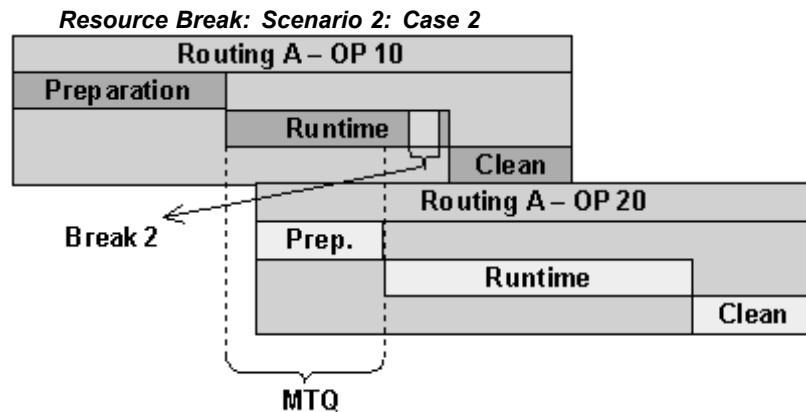 Resource Break: Scenario 2: Case 2
Routing A – OP 10
Preparation
Runtime
Clean
Routing A – OP 20
Break 2
Prep.
Runtime
Clean
MTQ